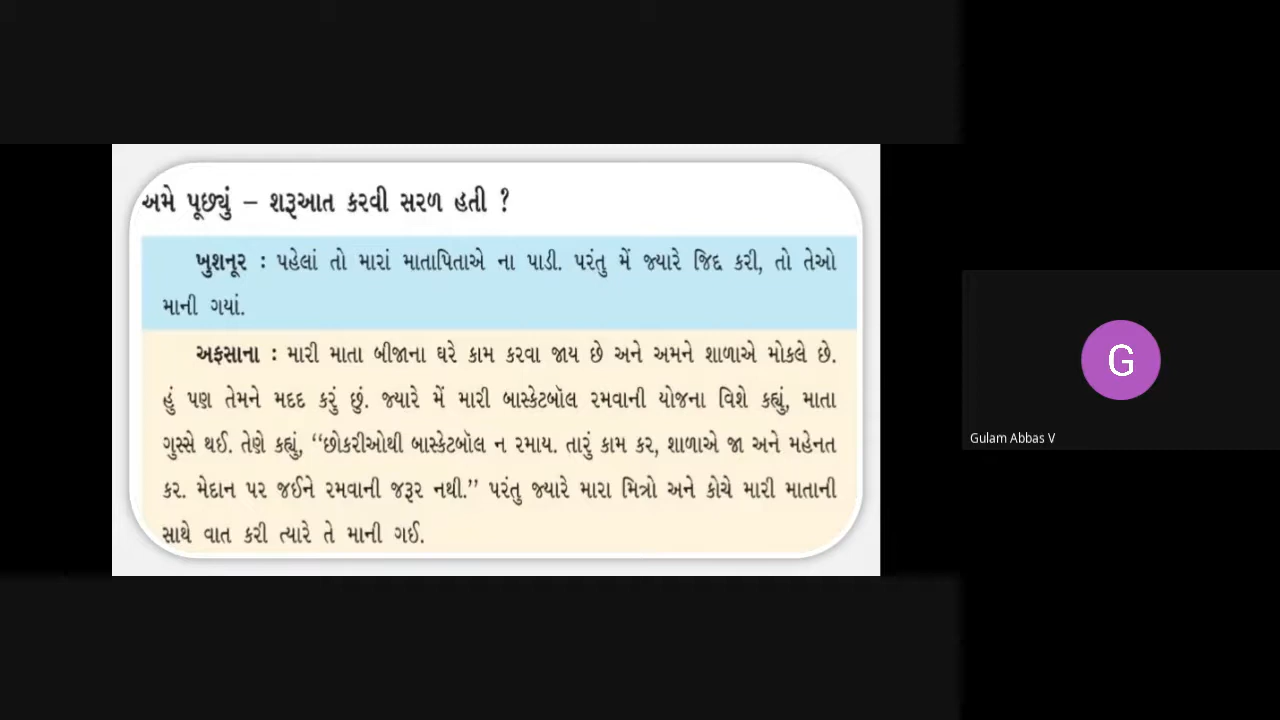 અમે પૂછ્યું – શરૂઆત કરવી સરળ હતી ?
ખુશનૂર : પહેલાં તો મારાં માતાપિતાએ ના પાડી. પરંતુ મેં જ્યારે જિદ્દ કરી, તો તેઓ
માની ગયાં.
અફસાના : મારી માતા બીજાના ઘરે કામ કરવા જાય છે અને અમને શાળાએ મોકલે છે.
હું પણ તેમને મદદ કરું છું. જ્યારે મેં મારી બાસ્કેટબૉલ રમવાની યોજના વિશે કહ્યું, માતા
ગુસ્સે થઈ. તેણે કહ્યું, “છોકરીઓથી બાસ્કેટબૉલ ન રમાય. તારું કામ કર, શાળાએ જા અને મહેનત
કર. મેદાન પર જઈને રમવાની જરૂર નથી.” પરંતુ જ્યારે મારા મિત્રો અને કોચે મારી માતાની
સાથે વાત કરી ત્યારે તે માની ગઈ.
G
Gulam Abbas V